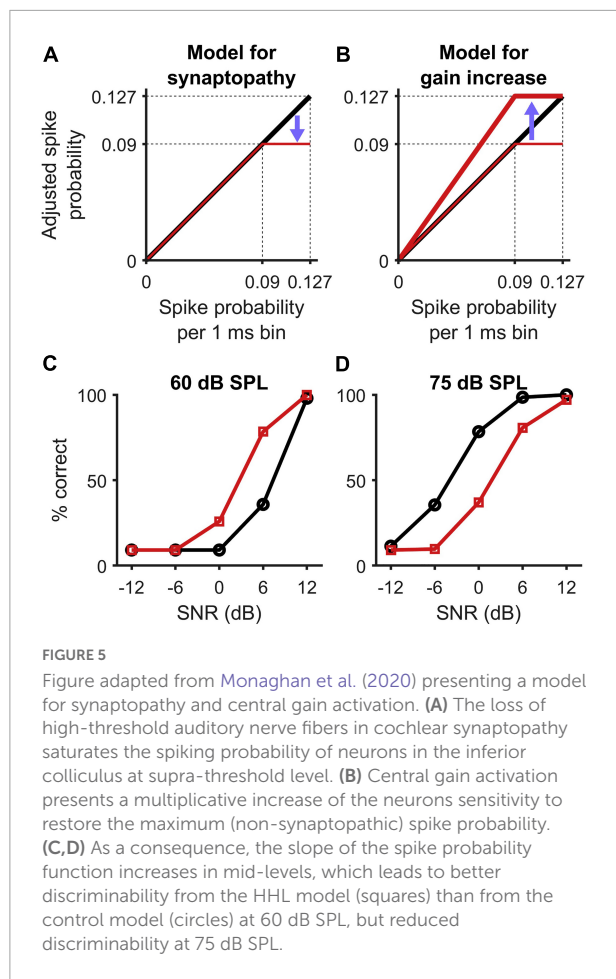 A
Model for
synaptopathy
B
Model for
gain increase
Adjusted spike
probability
0.127
0.09
0
0
0.09
0.127
Spike probability
per 1 ms bin
0
0.09
0.127
Spike probability
per 1 ms bin
C
60 dB SPL
D
75 dB SPL
% correct
100
50
0
-12
-6
0
6
12
SNR (dB)
100
50
0
-12
-6
0
6
12
SNR (dB)
FIGURE 5
Figure adapted from Monaghan et al. (2020) presenting a model
for synaptopathy and central gain activation. (A) The loss of
high-threshold auditory nerve fibers in cochlear synaptopathy
saturates the spiking probability of neurons in the inferior
colliculus at supra-threshold level. (B) Central gain activation
presents a multiplicative increase of the neurons sensitivity to
restore the maximum (non-synaptopathic) spike probability.
(C,D) As a consequence, the slope of the spike probability
function increases in mid-levels, which leads to better
discriminability from the HHL model (squares) than from the
control model (circles) at 60 dB SPL, but reduced
discriminability at 75 dB SPL.